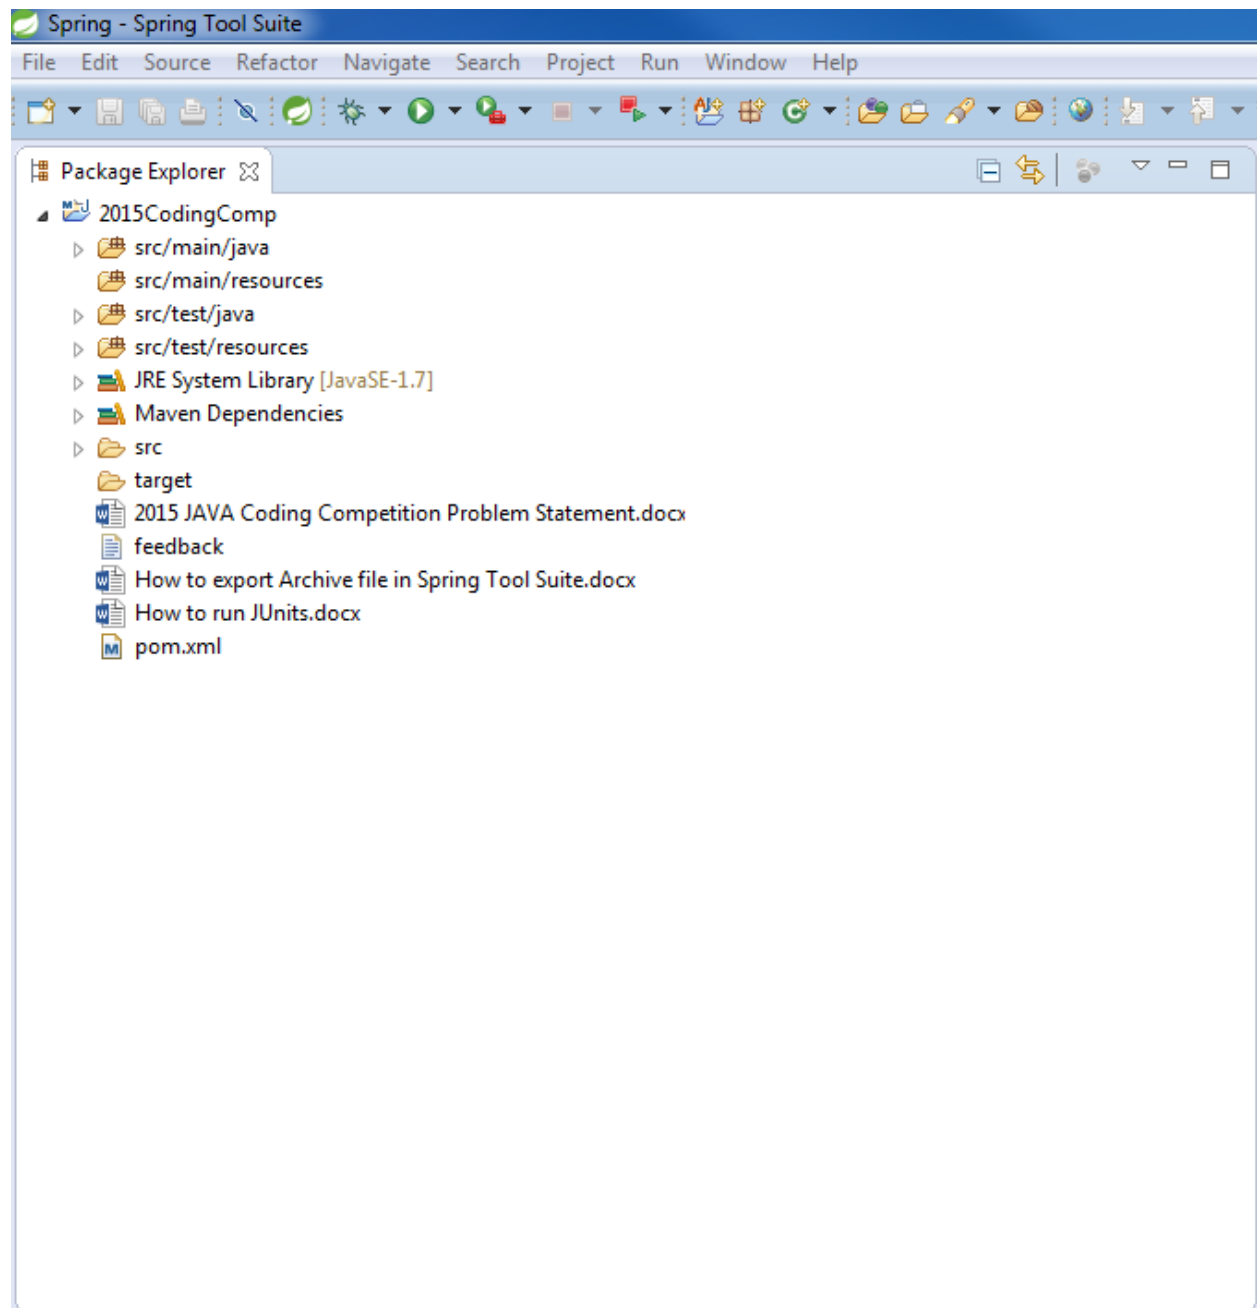 Spring - Spring Tool Suite
File Edit Source Refactor Navigate Search Project Run Window Help
Package Explorer
2015CodingComp
src/main/java
src/main/resources
src/test/java
src/test/resources
JRE System Library [JavaSE-1.7]
Maven Dependencies
src
target
2015 JAVA Coding Competition Problem Statement.docx
feedback
How to export Archive file in Spring Tool Suite.docx
How to run JUnits.docx
pom.xml